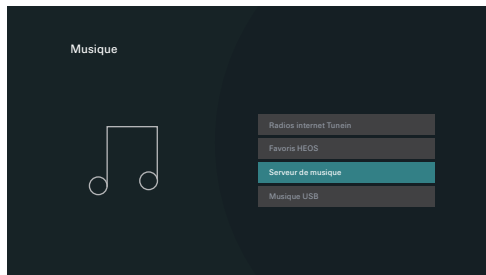 Musique
Radios internet Tunein
Favoris HEOS
Serveur de musique
Musique USB